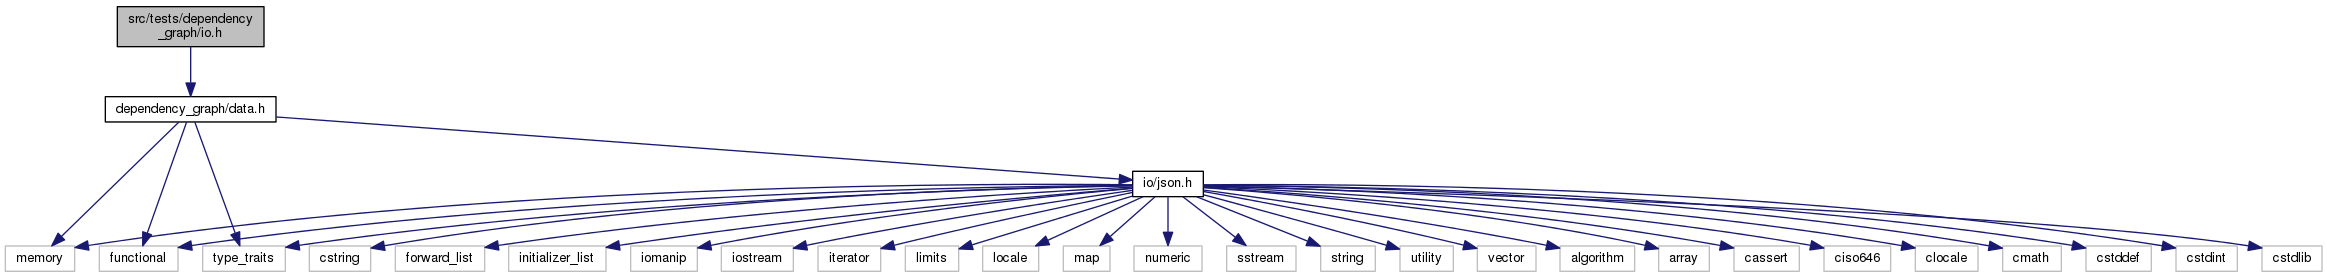 src/tests/dependency
_graph/io.h
dependency_graph/data.h
io/json.h
memory
functional
type_traits
cstring
forward_list
initializer_list
iomanip
iostream
iterator
limits
locale
map
numeric
sstream
string
utility
vector
algorithm
array
cassert
ciso646
clocale
cmath
cstddef
cstdint
cstdlib